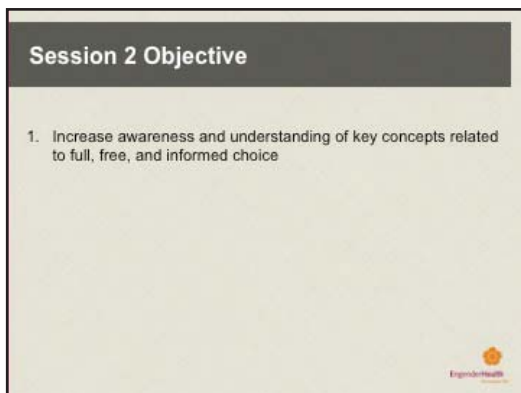 Session 2 Objective
1. Increase awareness and understanding of key concepts related
to full, free, and informed choice
EngenderHealth